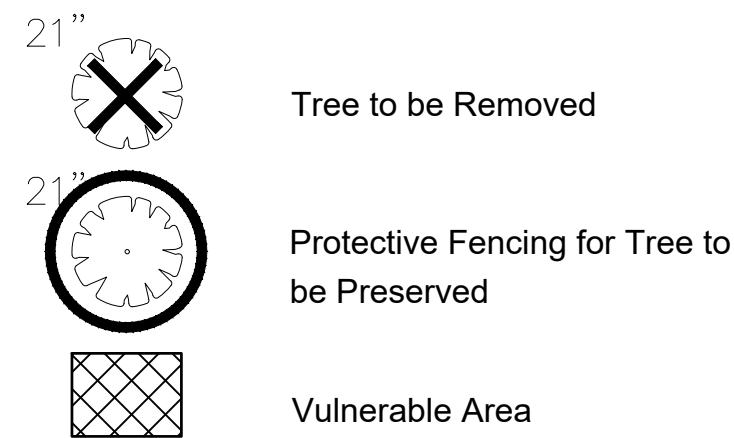 21”
Tree to be Removed
21”
Protective Fencing for Tree to
be Preserved
Vulnerable Area